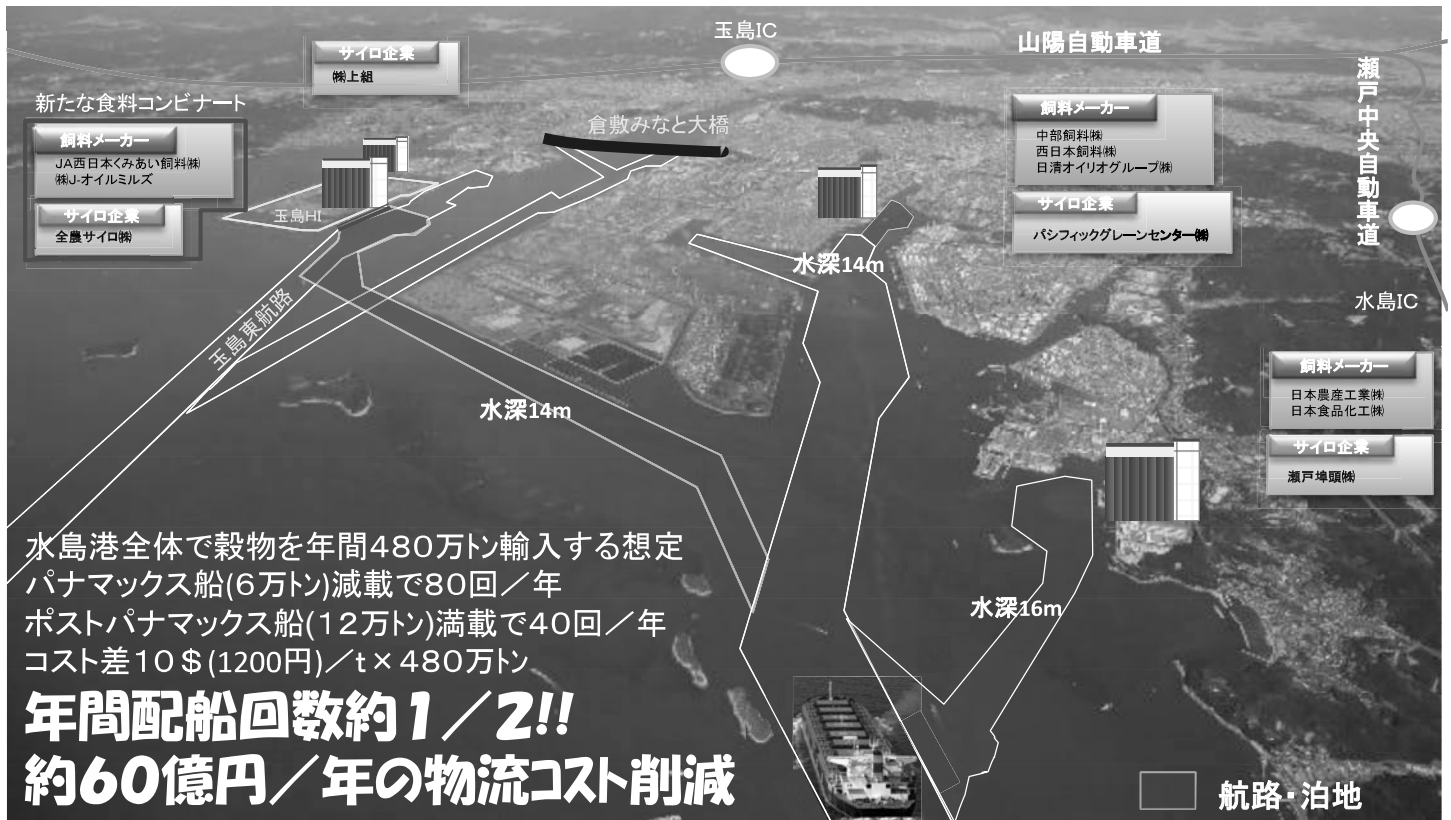 玉島IC
山陽自動車道
瀬戸中央自動車道
水島IC
サイロ企業
㈱上組
新たな食料コンビナート
飼料メーカー
JA西日本くみあい飼料㈱
㈱J-オイルミルズ
サイロ企業
全農サイロ㈱
倉敷みなと大橋
玉島HI
飼料メーカー
中部飼料㈱
西日本飼料㈱
日清オイリオグループ㈱
サイロ企業
パシフィックグレーンセンター㈱
水深14m
玉島東航路
水深14m
飼料メーカー
日本農産工業㈱
日本食品化工㈱
サイロ企業
瀬戸埠頭㈱
水深16m
水島港全体で穀物を年間480万トン輸入する想定
パナマックス船(6万トン)減載で80回／年
ポストパナマックス船(12万トン)満載で40回／年
コスト差10＄(1200円)／t×480万トン
年間配船回数約1／2!!
約60億円／年の物流コスト削減
航路・泊地